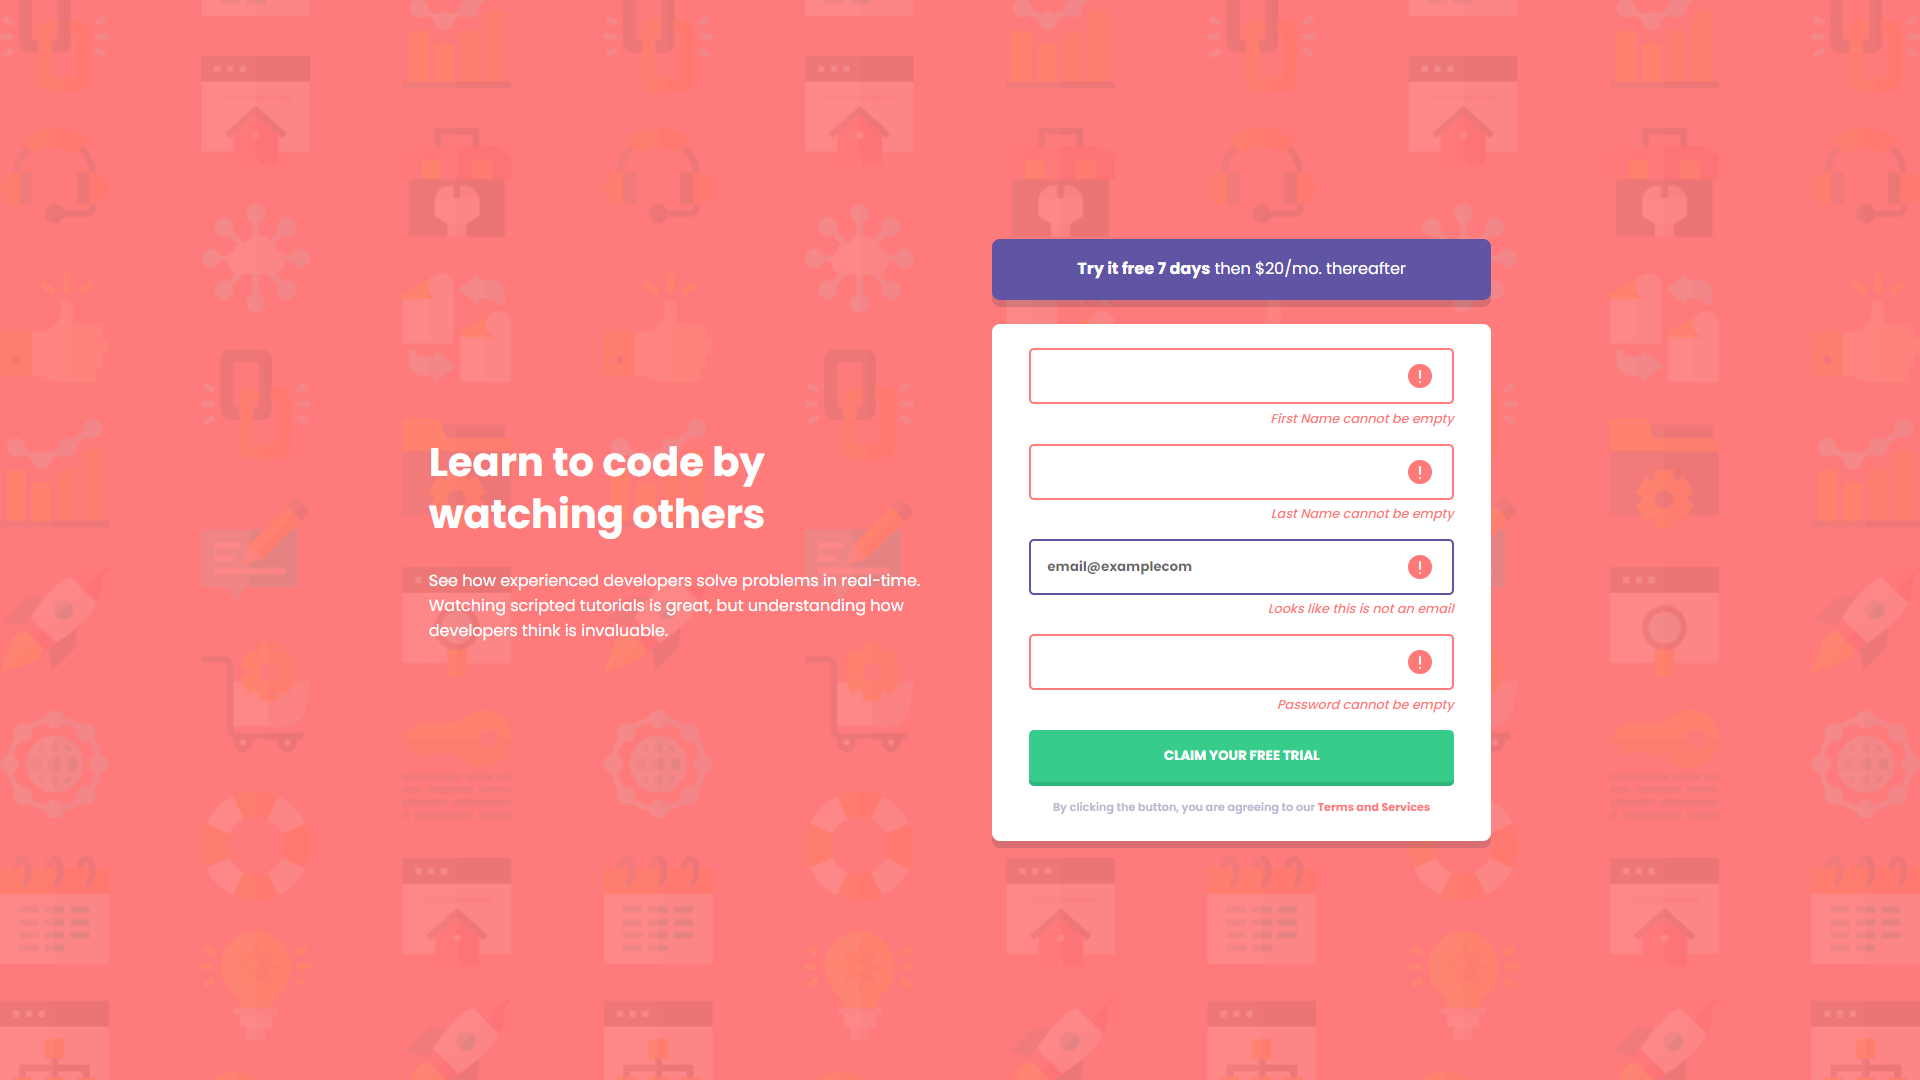 Learn to code by
watching others
See how experienced developers solve problems in real-time.
Watching scripted tutorials is great, but understanding how
developers think is invaluable.
Try it free 7 days then $20/mo. thereafter
First Name cannot be empty
Last Name cannot be empty
email@examplecom
Looks like this is not an email
Password cannot be empty
CLAIM YOUR FREE TRIAL
By clicking the button, you are agreeing to our Terms and Services